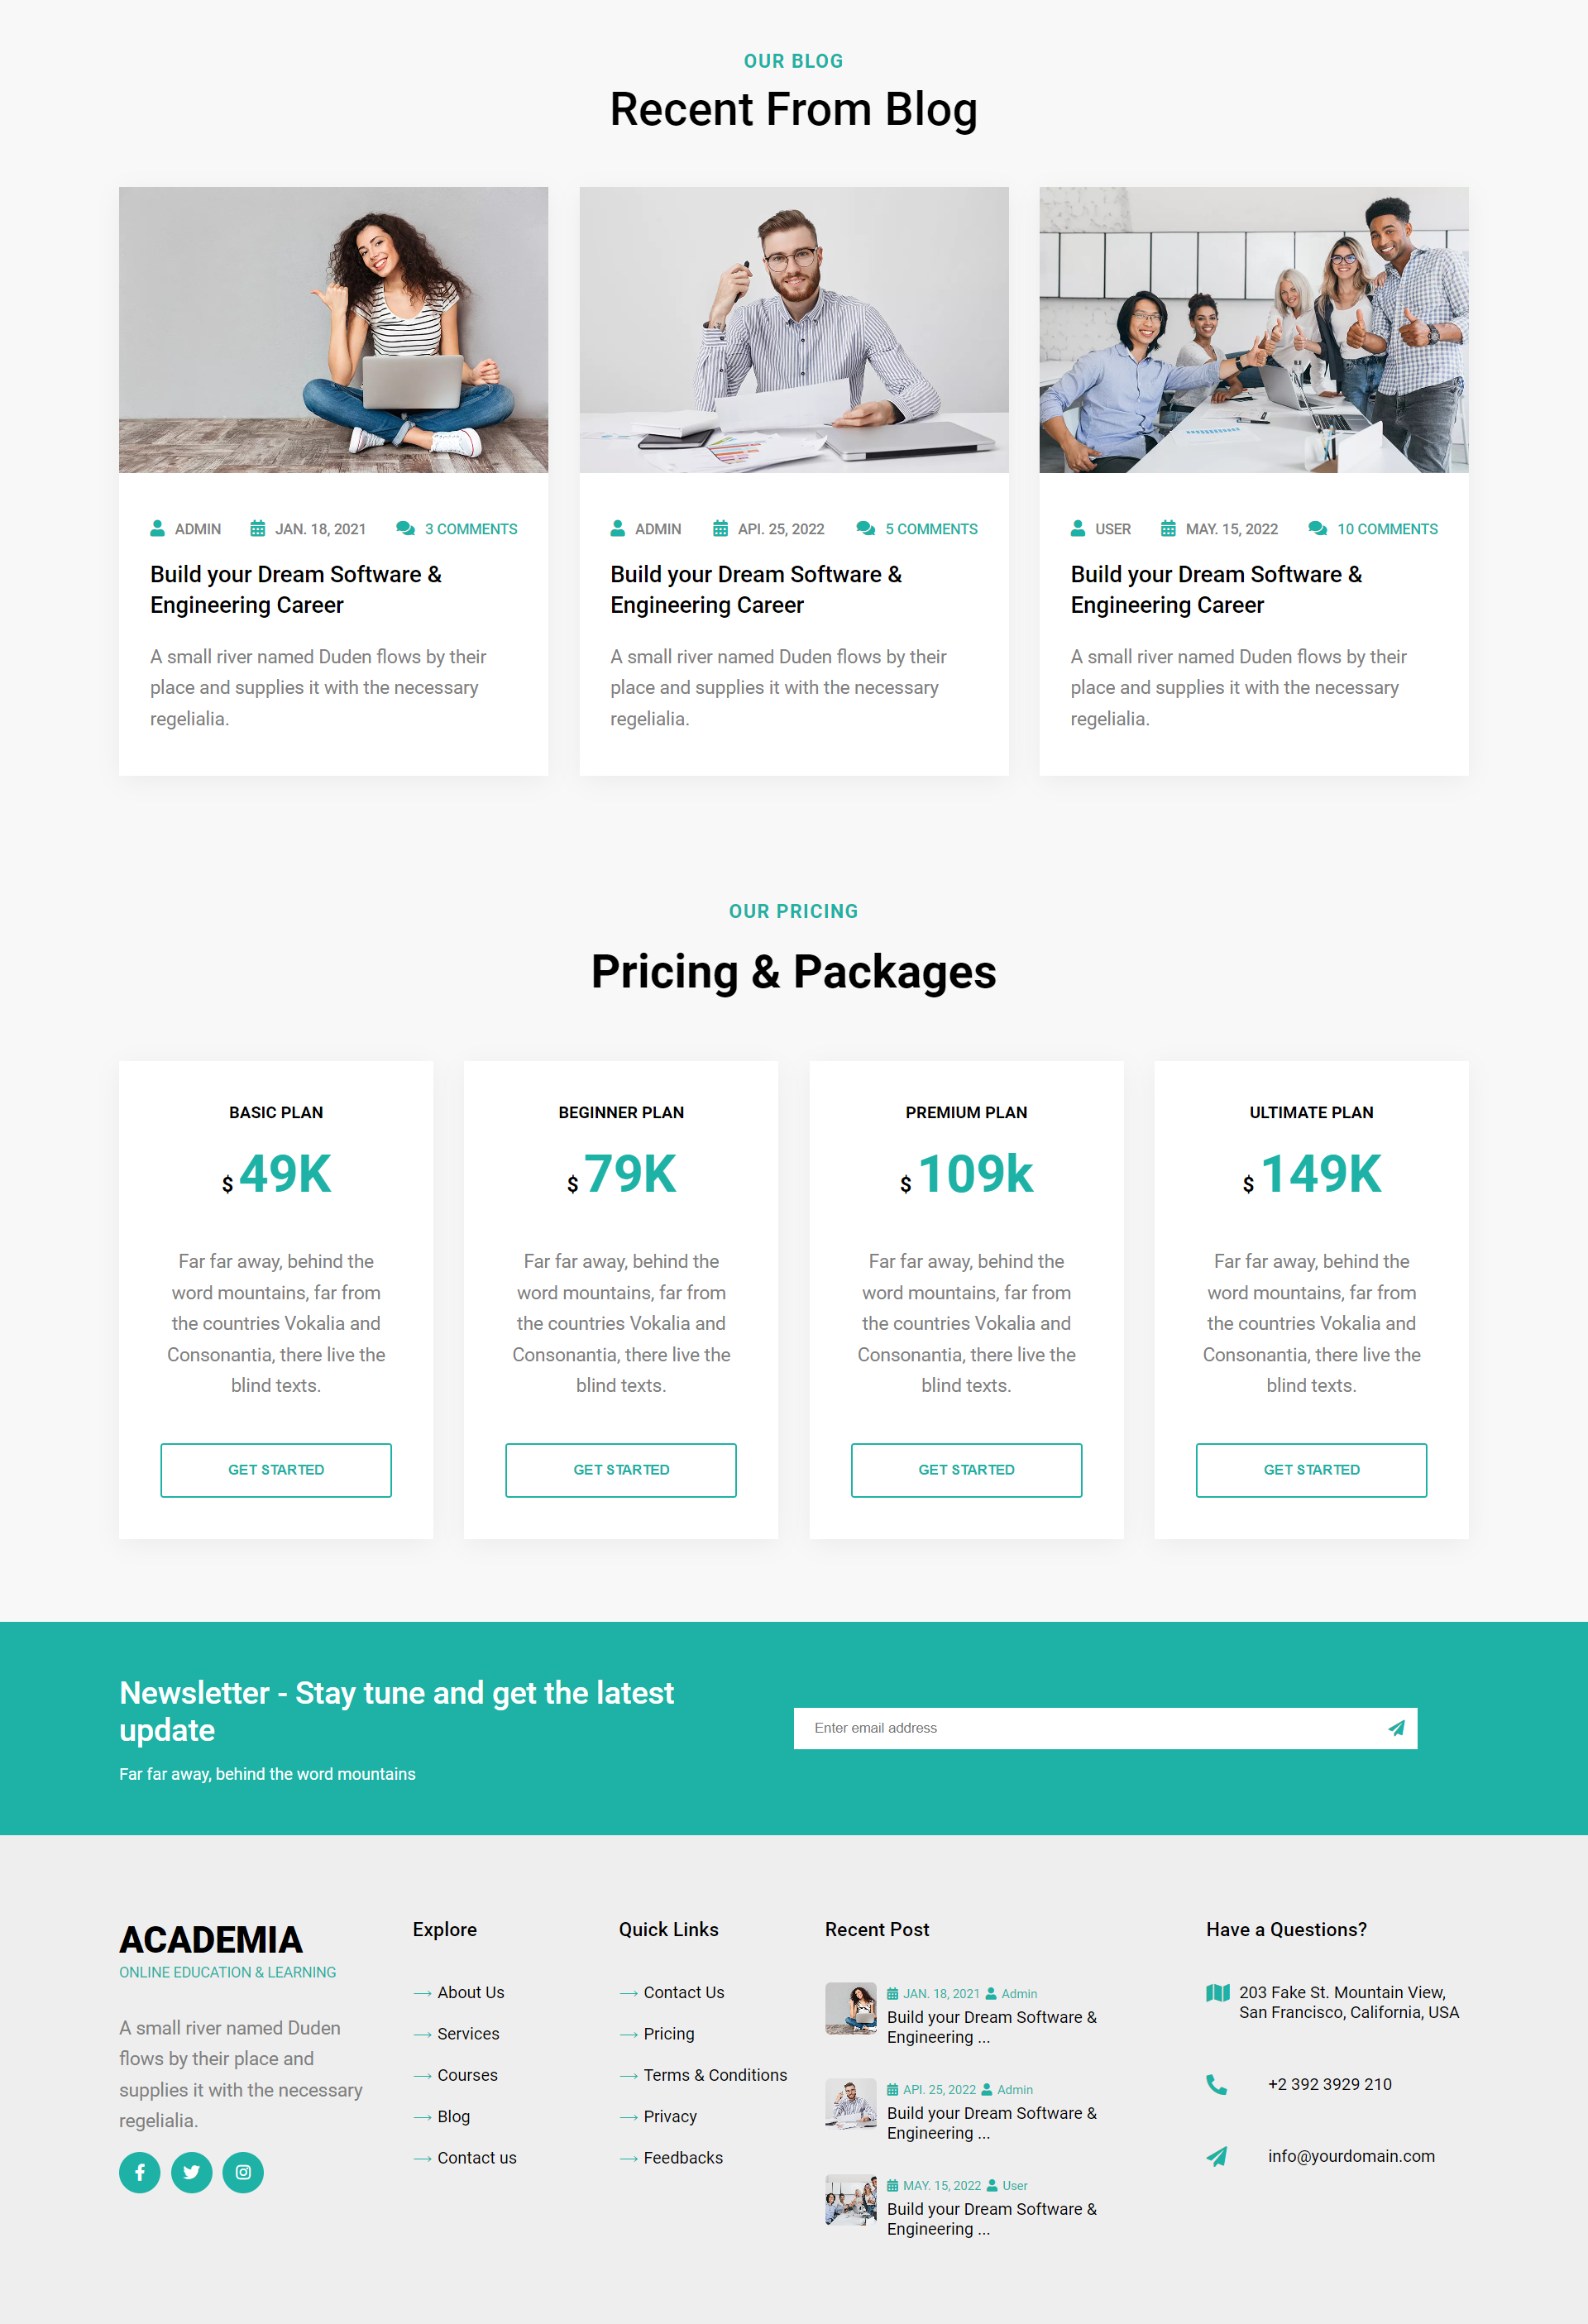 OUR BLOG
Recent From Blog
ADMIN JAN. 18, 2021 3 COMMENTS
Build your Dream Software &
Engineering Career
A small river named Duden flows by their
place and supplies it with the necessary
regelialia.
ADMIN API. 25, 2022 5 COMMENTS
Build your Dream Software &
Engineering Career
A small river named Duden flows by their
place and supplies it with the necessary
regelialia.
USER MAY. 15, 2022 10 COMMENTS
Build your Dream Software &
Engineering Career
A small river named Duden flows by their
place and supplies it with the necessary
regelialia.
OUR PRICING
Pricing & Packages
BASIC PLAN
$ 49K
Far far away, behind the
word mountains, far from
the countries Vokalia and
Consonantia, there live the
blind texts.
GET STARTED
BEGINNER PLAN
$ 79K
Far far away, behind the
word mountains, far from
the countries Vokalia and
Consonantia, there live the
blind texts.
GET STARTED
PREMIUM PLAN
$ 109k
Far far away, behind the
word mountains, far from
the countries Vokalia and
Consonantia, there live the
blind texts.
GET STARTED
ULTIMATE PLAN
$ 149K
Far far away, behind the
word mountains, far from
the countries Vokalia and
Consonantia, there live the
blind texts.
GET STARTED
Newsletter - Stay tune and get the latest
update
Far far away, behind the word mountains
Enter email address
ACADEMIA
ONLINE EDUCATION & LEARNING
A small river named Duden
flows by their place and
supplies it with the necessary
regelialia.
Explore
About Us
Services
Courses
Blog
Contact us
Quick Links
Contact Us
Pricing
Terms & Conditions
Privacy
Feedbacks
Recent Post
JAN. 18, 2021 Admin
Build your Dream Software &
Engineering ...
API. 25, 2022 Admin
Build your Dream Software &
Engineering ...
MAY. 15, 2022 User
Build your Dream Software &
Engineering ...
Have a Questions?
203 Fake St. Mountain View,
San Francisco, California, USA
+2 392 3929 210
info@yourdomain.com